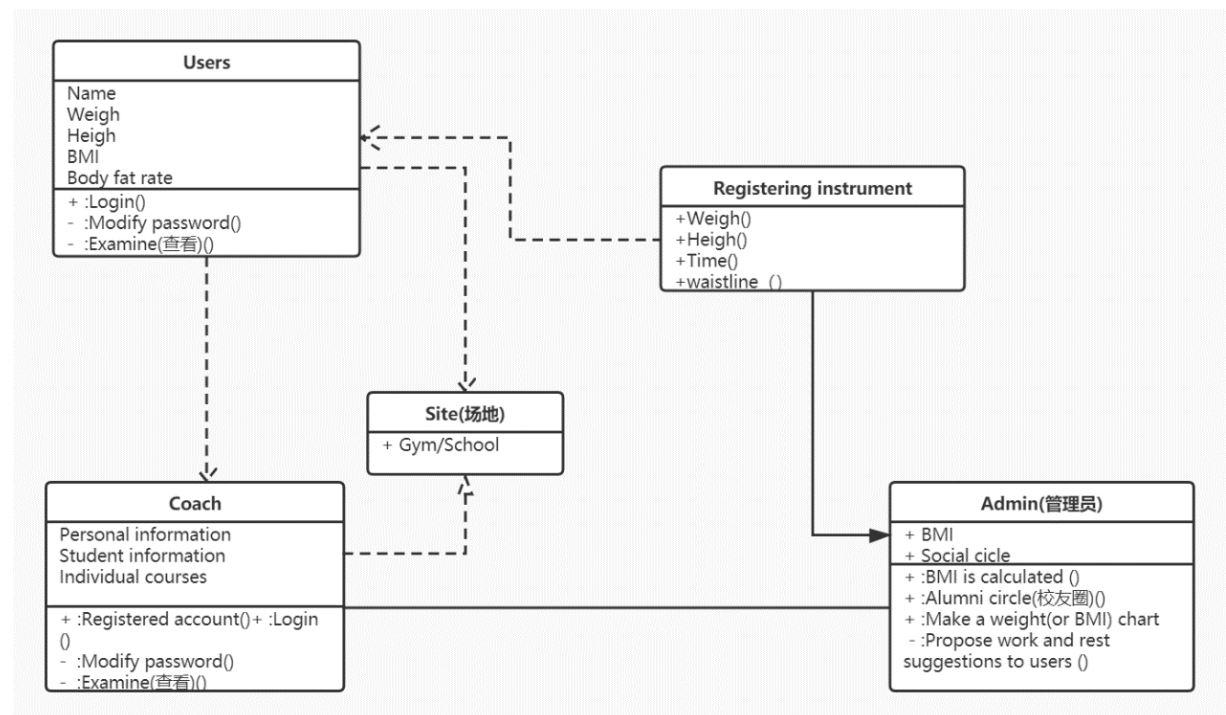 Users
Name
Weigh
Heigh
BMI
Body fat rate
+ :Login()
- :Modify password()
- :Examine(查看)()
Registering instrument
+Weigh()
+Heigh()
+Time()
+waistline（）
Site(场地)
+ Gym/School
Coach
Personal information
Student information
Individual courses
+ :Registered account()+ :Login
()
- :Modify password()
- :Examine(查看)()
Admin(管理员)
+ BMI
+ Social cicle
+ :BMI is calculated ()
+ :Alumni circle(校友圈)()
+ :Make a weight(or BMI) chart
- :Propose work and rest
suggestions to users ()